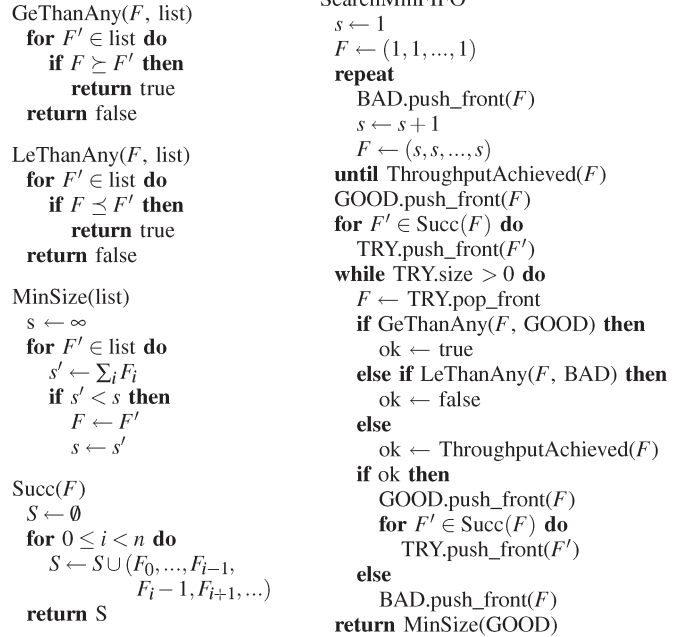 GeThanAny(F, list)
for F′ ∈ list do
if F ⪰ F′ then
return true
return false
LeThanAny(F, list)
for F′ ∈ list do
if F ⪯ F′ then
return true
return false
MinSize(list)
s ← ∞
for F′ ∈ list do
s′ ← ∑ᵢ Fᵢ
if s′ < s then
F ← F′
s ← s′
Succ(F)
S ← ∅
for 0 ≤ i < n do
S ← S ∪ (F₀, ..., Fᵢ₋₁,
Fᵢ − 1, Fᵢ₊₁, ...)
return S
SearchMinFIFO
s ← 1
F ← (1, 1, ..., 1)
repeat
BAD.push_front(F)
s ← s + 1
F ← (s, s, ..., s)
until ThroughputAchieved(F)
GOOD.push_front(F)
for F′ ∈ Succ(F) do
TRY.push_front(F′)
while TRY.size > 0 do
F ← TRY.pop_front
if GeThanAny(F, GOOD) then
ok ← true
else if LeThanAny(F, BAD) then
ok ← false
else
ok ← ThroughputAchieved(F)
if ok then
GOOD.push_front(F)
for F′ ∈ Succ(F) do
TRY.push_front(F′)
else
BAD.push_front(F)
return MinSize(GOOD)